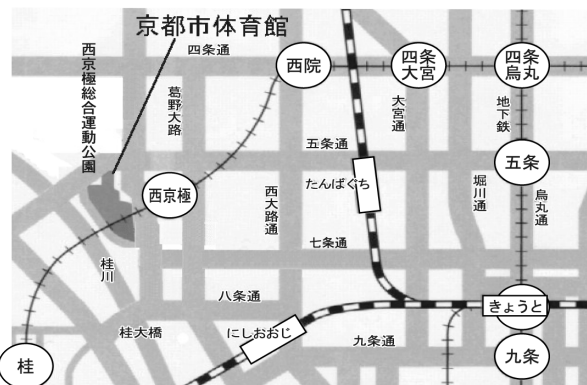 京都市体育館
四条通
西院
四条
大宮
四条
烏丸
西京極総合運動公園
葛野大路
大宮通
地下鉄
五条通
五条
たんばぐち
西京極
西大路通
堀川通
烏丸通
七条通
桂川
八条通
きょうと
桂大橋
にしおおじ
九条通
九条
桂